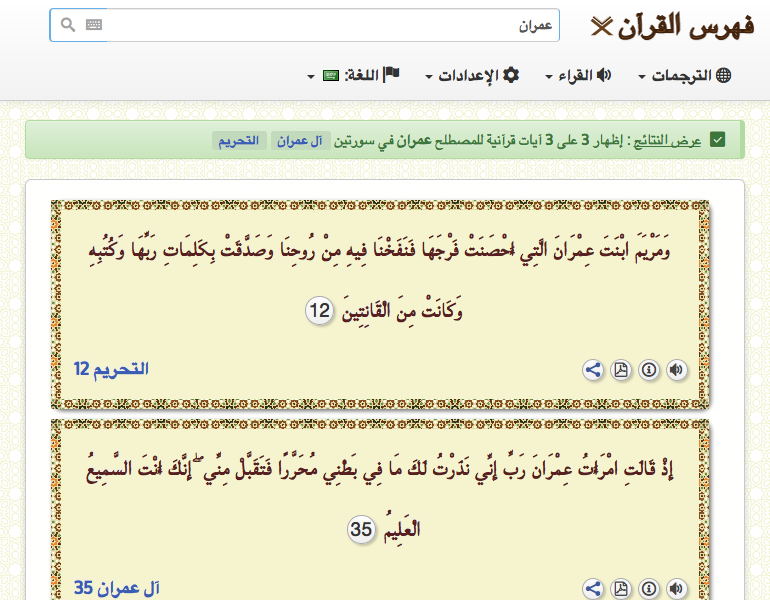 فهرس القرآن
عمران
الترجمات
القراء
الإعدادات
اللغة:
عرض النتائج : إظهار 3 على 3 آيات قرآنية للمصطلح عمران في سورتين آل عمران التحريم
وَمَرْيَمَ ابْنَتَ عِمْرَانَ الَّتِي أَحْصَنَتْ فَرْجَهَا فَنَفَخْنَا فِيهِ مِنْ رُوحِنَا وَصَدَّقَتْ بِكَلِمَاتِ رَبِّهَا وَكُتُبِهِ
وَكَانَتْ مِنَ الْقَانِتِينَ 12
التحريم 12
إِذْ قَالَتِ امْرَأَتُ عِمْرَانَ رَبِّ إِنِّي نَذَرْتُ لَكَ مَا فِي بَطْنِي مُحَرَّرًا فَتَقَبَّلْ مِنِّي ۖ إِنَّكَ أَنْتَ السَّمِيعُ
الْعَلِيمُ 35
آل عمران 35